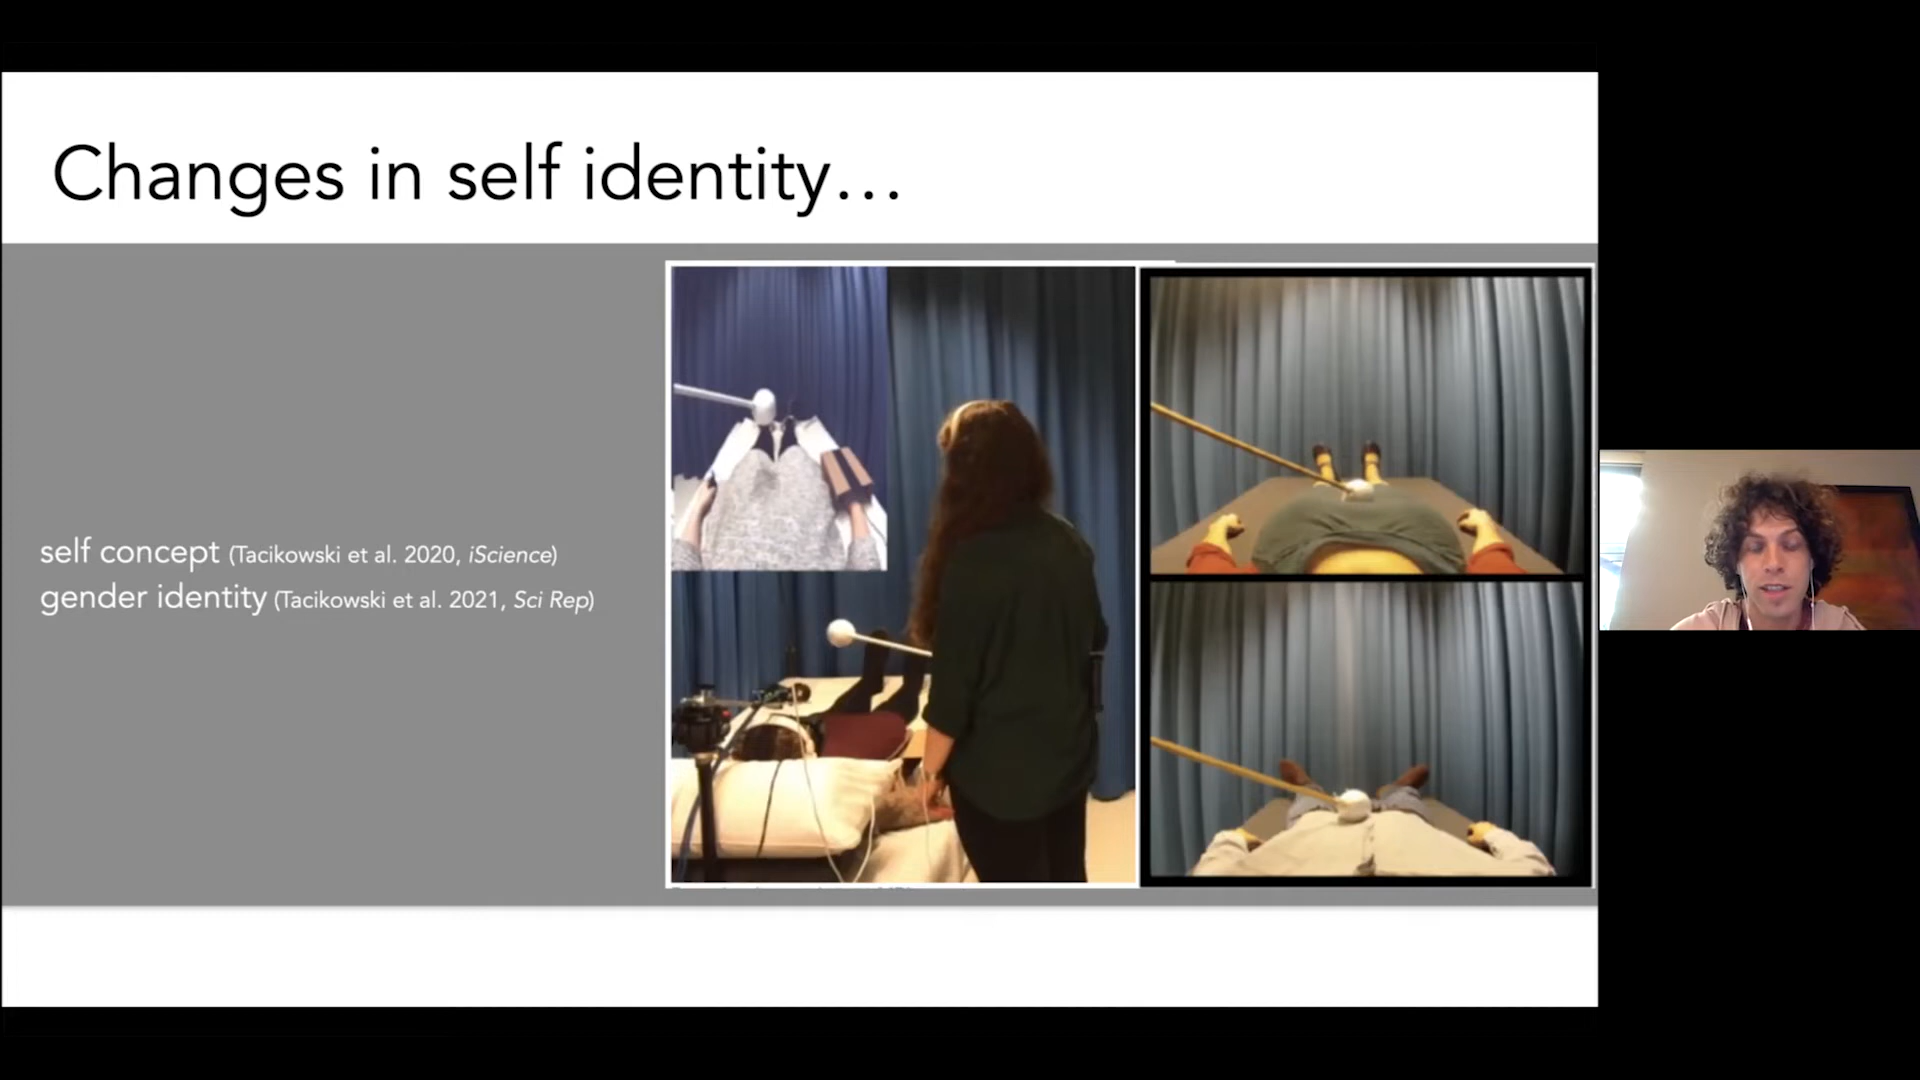 Changes in self identity…
self concept (Tacikowski et al. 2020, iScience)
gender identity (Tacikowski et al. 2021, Sci Rep)